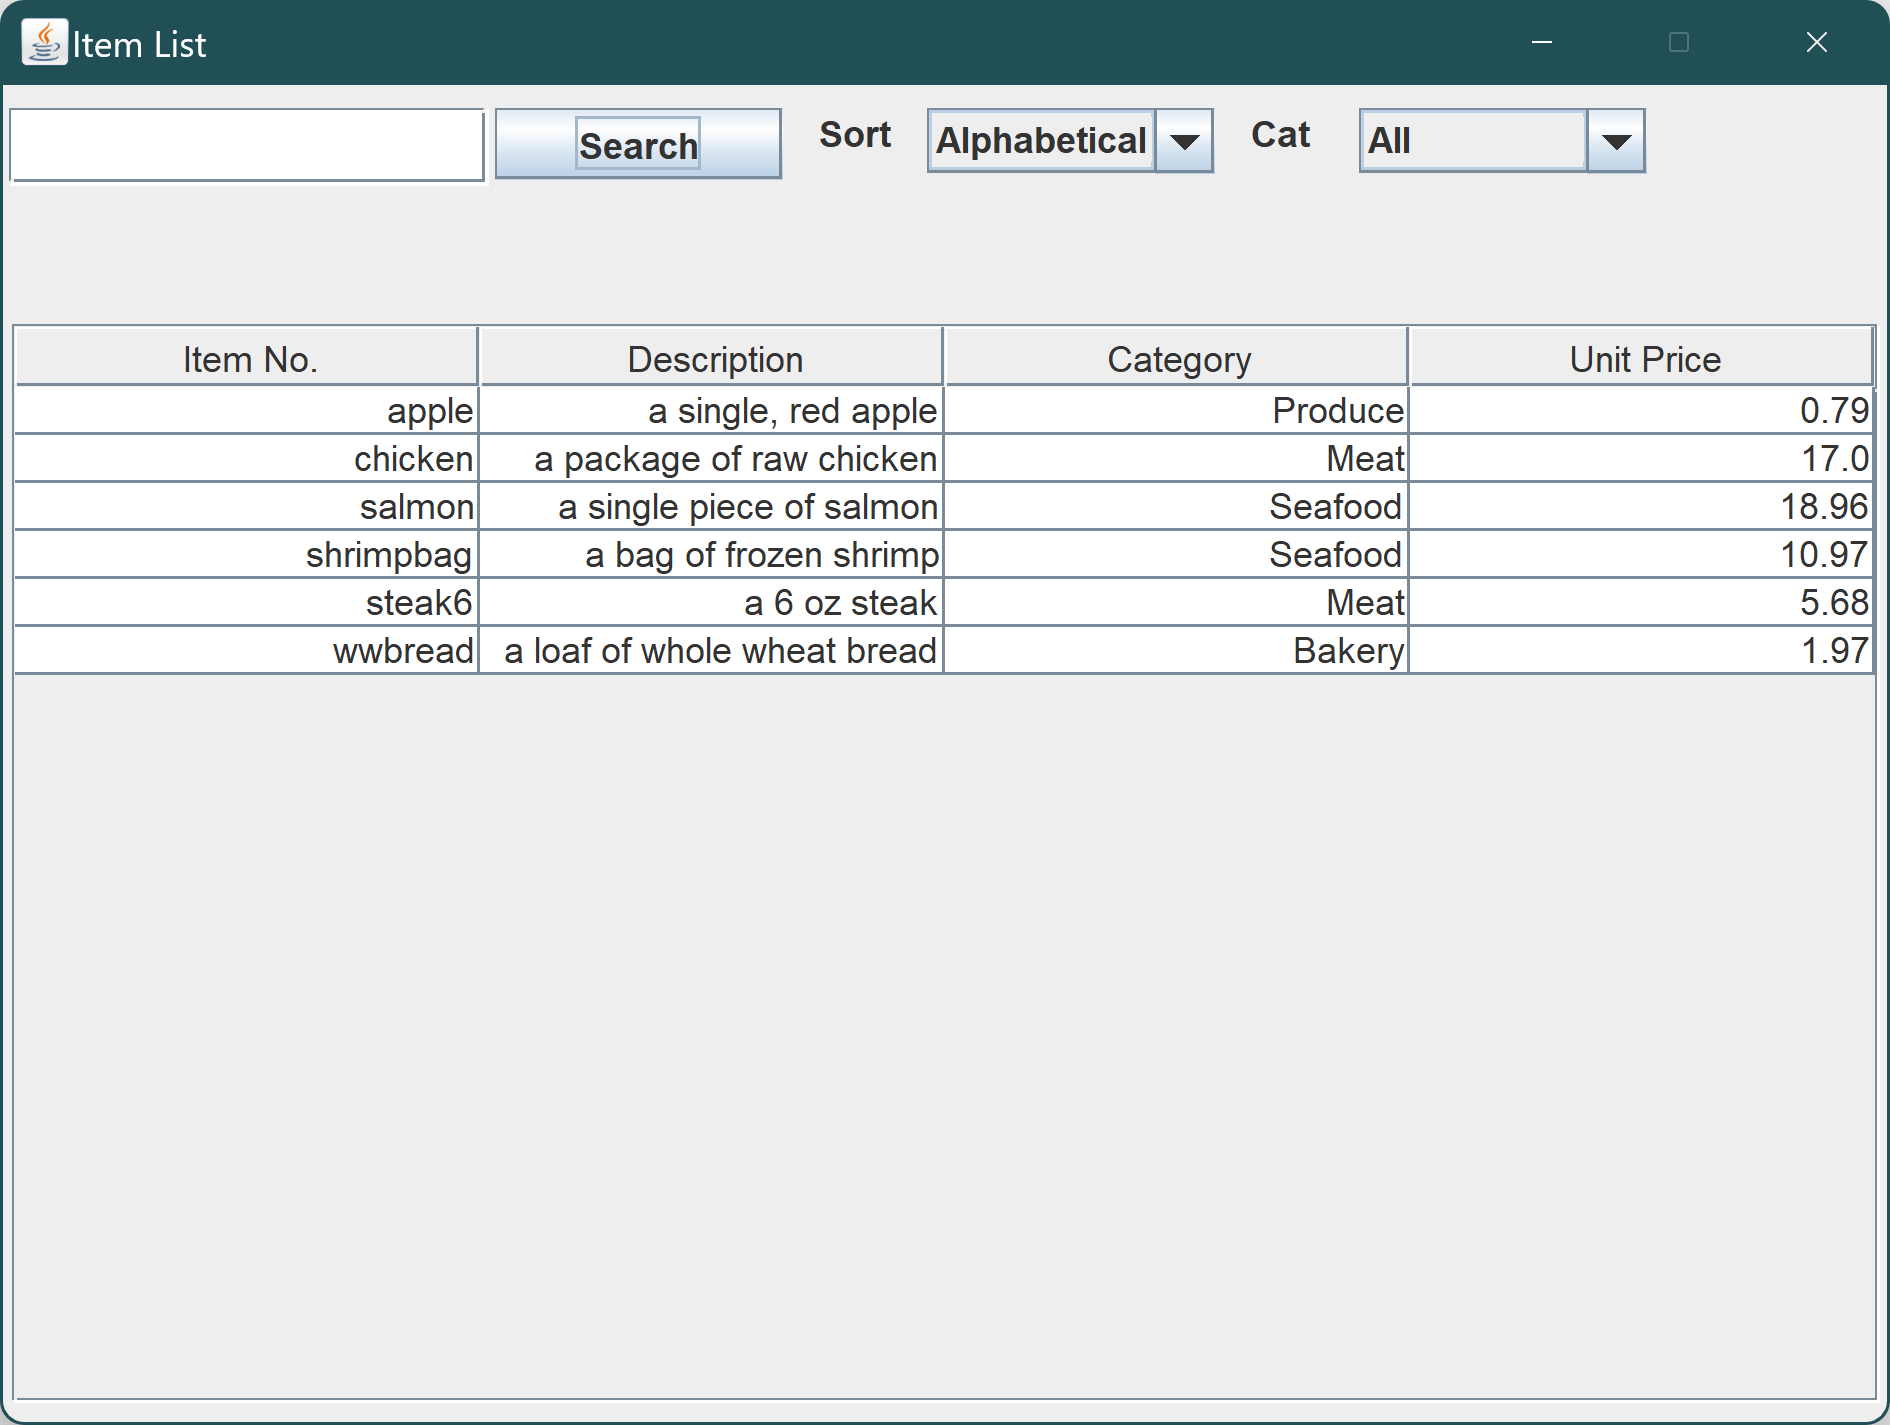 Item List
Search Sort Alphabetical Cat All
Item No. Description Category Unit Price
apple a single, red apple Produce 0.79
chicken a package of raw chicken Meat 17.0
salmon a single piece of salmon Seafood 18.96
shrimpbag a bag of frozen shrimp Seafood 10.97
steak6 a 6 oz steak Meat 5.68
wwbread a loaf of whole wheat bread Bakery 1.97